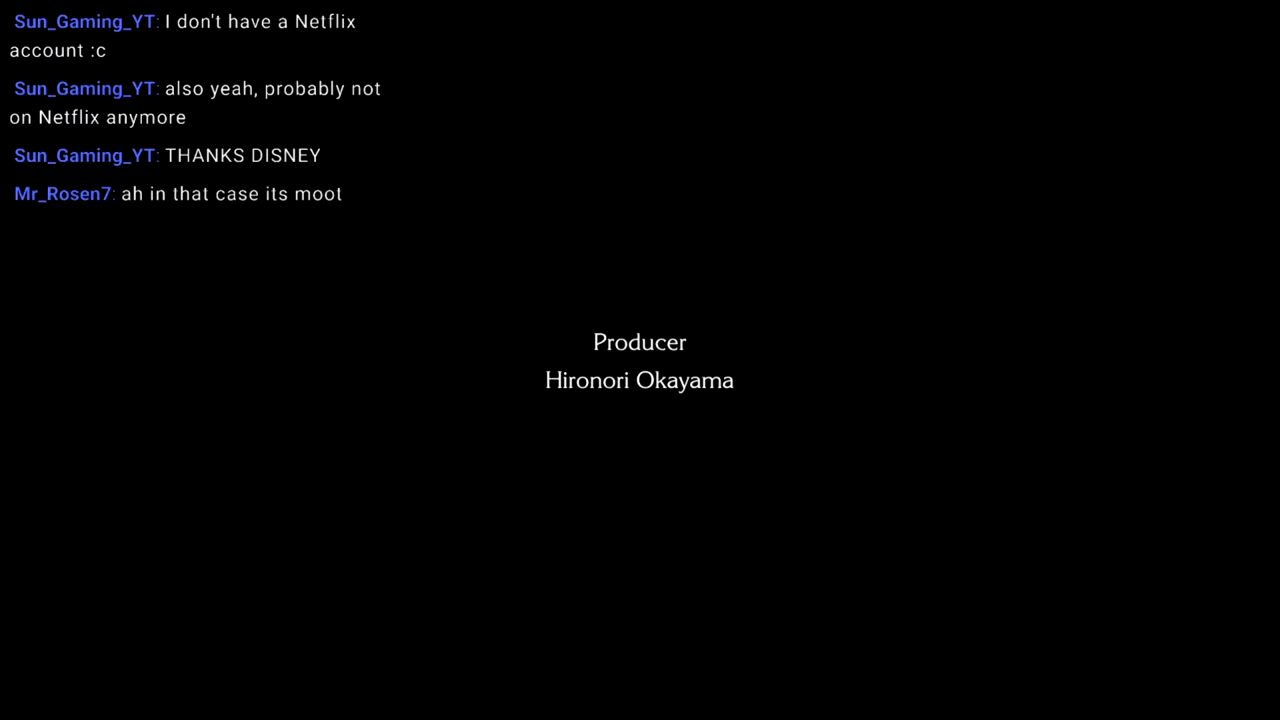 Sun_Gaming_YT: I don't have a Netflix
account :c
Sun_Gaming_YT: also yeah, probably not
on Netflix anymore
Sun_Gaming_YT: THANKS DISNEY
Mr_Rosen7: ah in that case its moot
Producer
Hironori Okayama